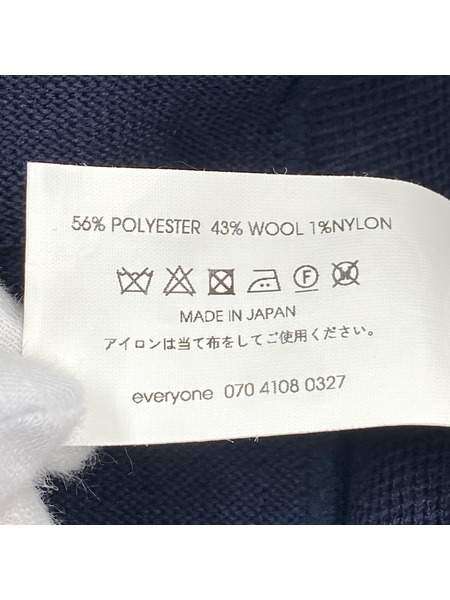 56% POLYESTER 43% WOOL 1%NYLON
F
W
MADE IN JAPAN
アイロンは当て布をしてご使用ください。
everyone 070 4108 0327